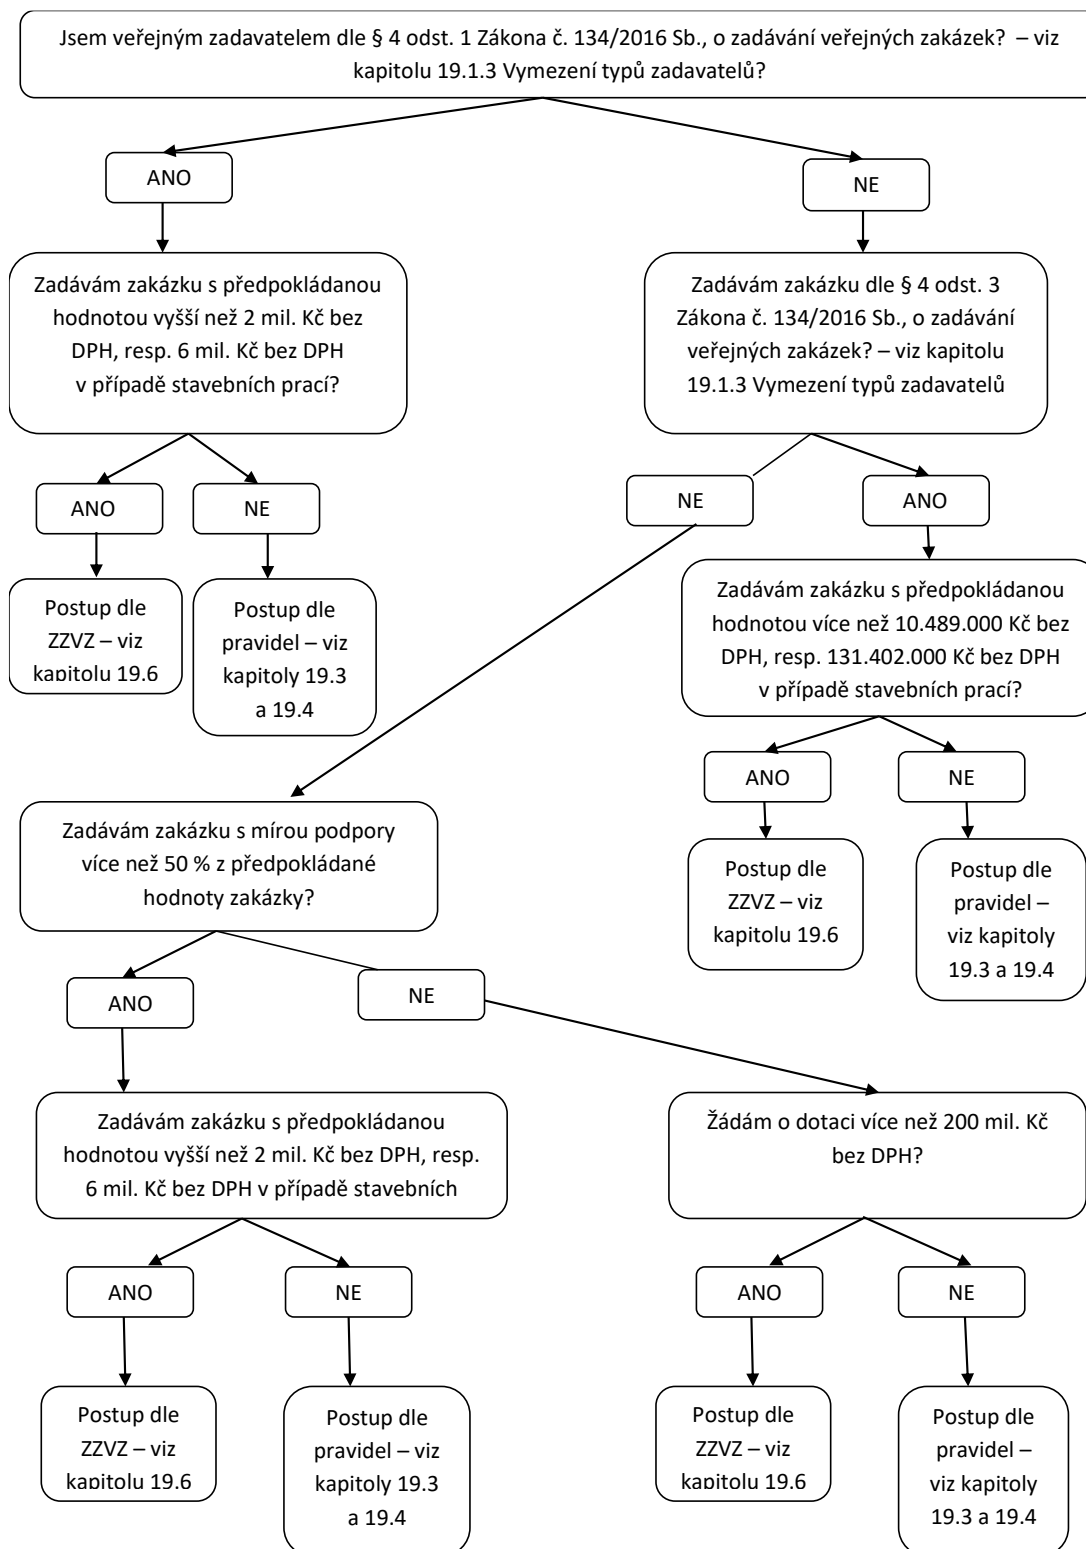 Jsem veřejným zadavatelem dle § 4 odst. 1 Zákona č. 134/2016 Sb., o zadávání veřejných zakázek? – viz
kapitolu 19.1.3 Vymezení typů zadavatelů?
ANO
NE
Zadávám zakázku s předpokládanou
hodnotou vyšší než 2 mil. Kč bez
DPH, resp. 6 mil. Kč bez DPH
v případě stavebních prací?
Zadávám zakázku dle § 4 odst. 3
Zákona č. 134/2016 Sb., o zadávání
veřejných zakázek? – viz kapitolu
19.1.3 Vymezení typů zadavatelů
ANO
NE
NE
ANO
Postup dle
ZZVZ – viz
kapitolu 19.6
Postup dle
pravidel – viz
kapitoly 19.3
a 19.4
Zadávám zakázku s předpokládanou
hodnotou více než 10.489.000 Kč bez
DPH, resp. 131.402.000 Kč bez DPH
v případě stavebních prací?
ANO
NE
Zadávám zakázku s mírou podpory
více než 50 % z předpokládané
hodnoty zakázky?
Postup dle
ZZVZ – viz
kapitolu 19.6
Postup dle
pravidel –
viz kapitoly
19.3 a 19.4
ANO
NE
Zadávám zakázku s předpokládanou
hodnotou vyšší než 2 mil. Kč bez DPH, resp.
6 mil. Kč bez DPH v případě stavebních
Žádám o dotaci více než 200 mil. Kč
bez DPH?
ANO
NE
ANO
NE
Postup dle
ZZVZ – viz
kapitolu 19.6
Postup dle
pravidel – viz
kapitoly 19.3
a 19.4
Postup dle
ZZVZ – viz
kapitolu 19.6
Postup dle
pravidel –
viz kapitoly
19.3 a 19.4